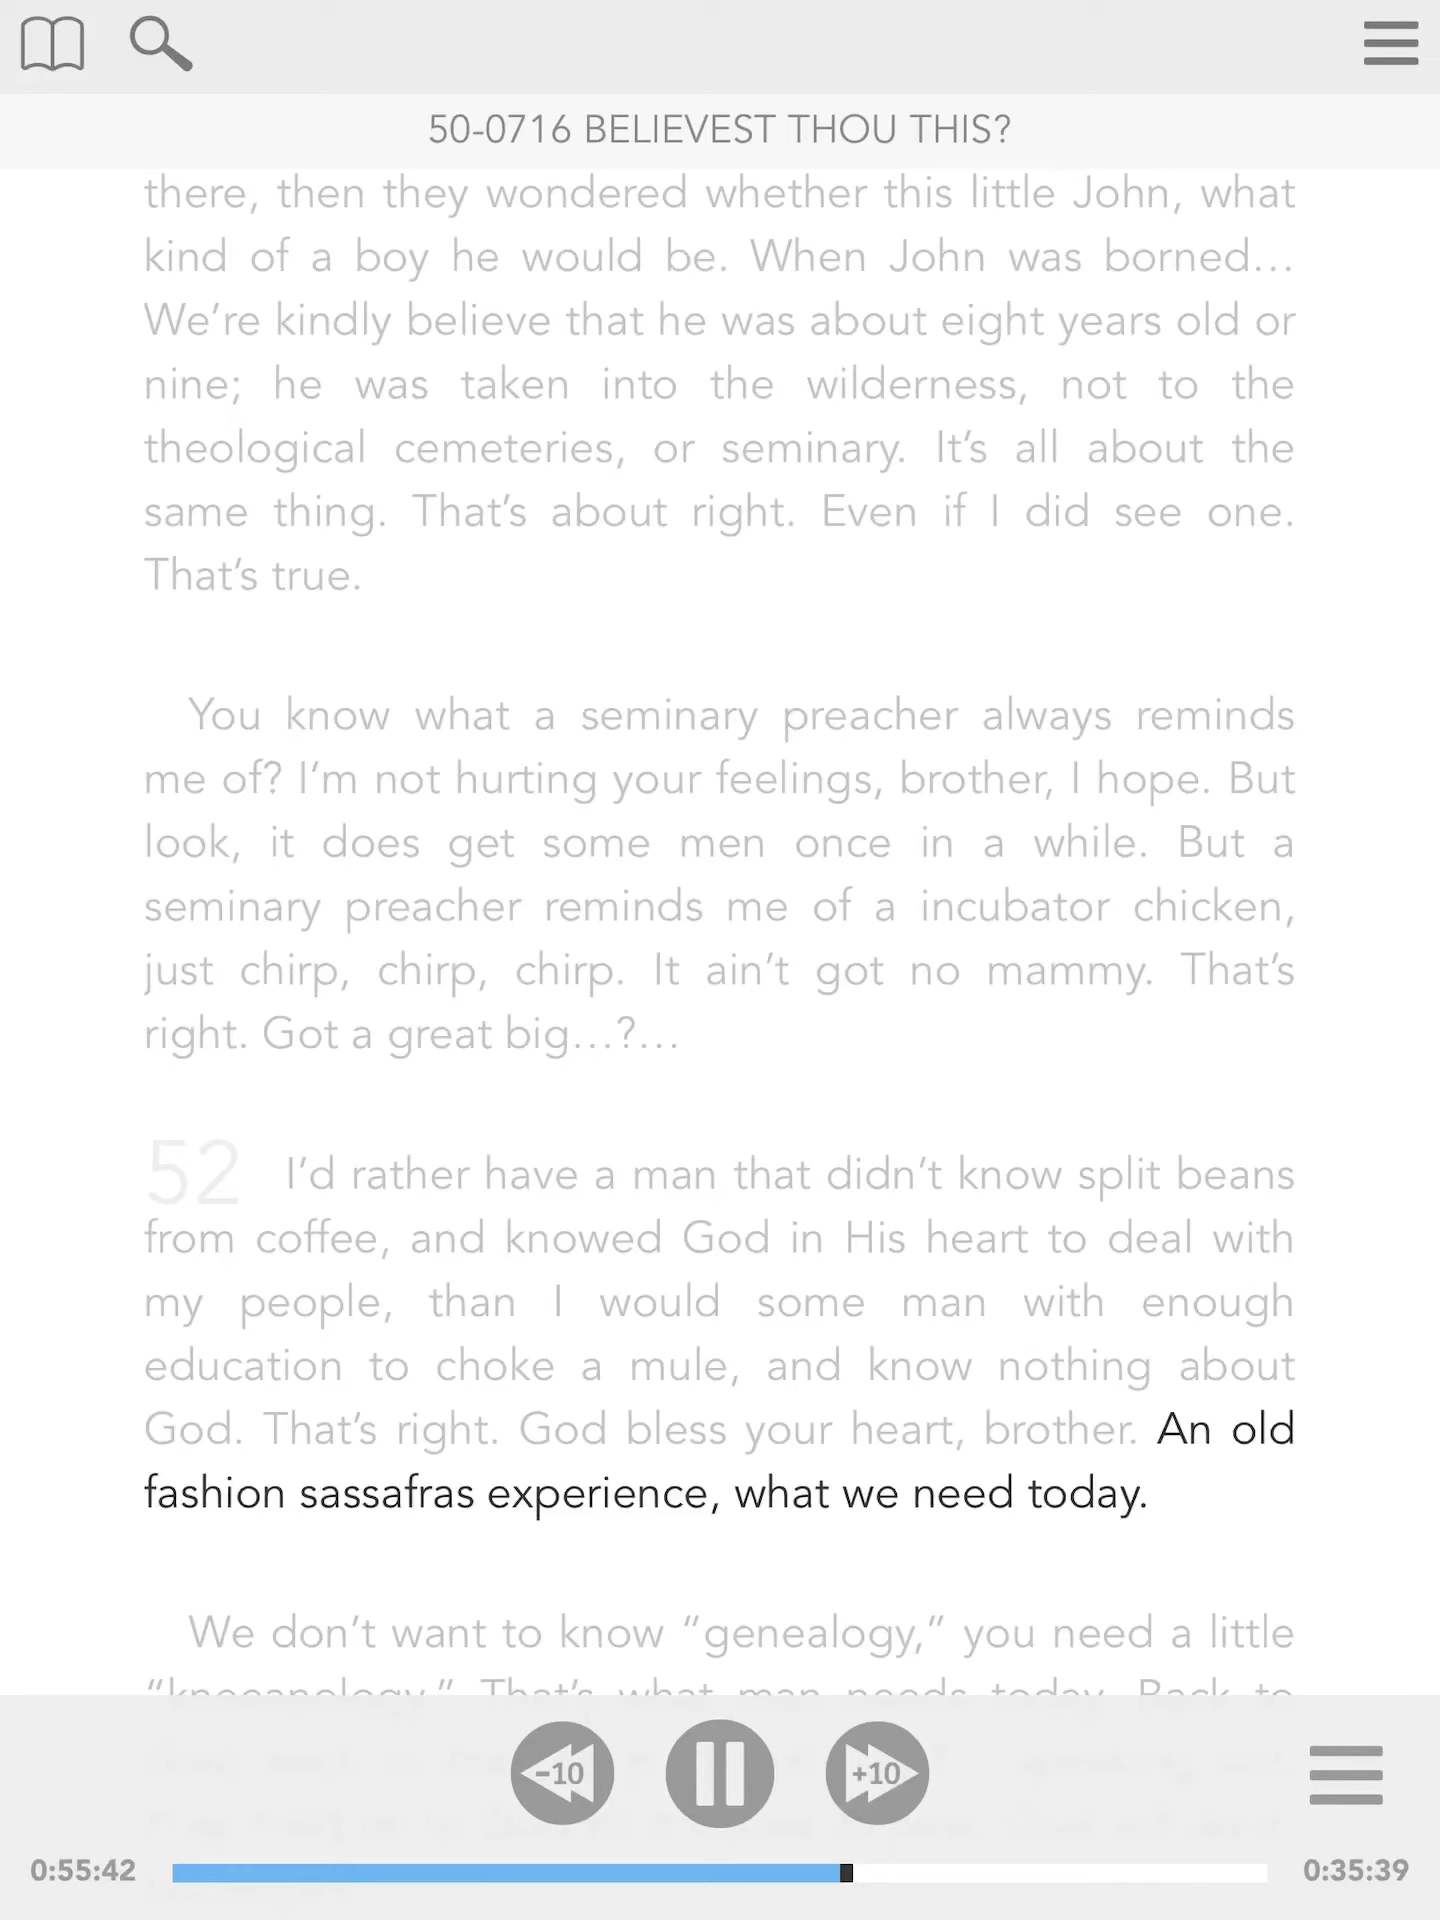 50-0716 BELIEVEST THOU THIS?
there, then they wondered whether this little John, what
kind of a boy he would be. When John was borned…
We’re kindly believe that he was about eight years old or
nine; he was taken into the wilderness, not to the
theological cemeteries, or seminary. It’s all about the
same thing. That’s about right. Even if I did see one.
That’s true.
You know what a seminary preacher always reminds
me of? I’m not hurting your feelings, brother, I hope. But
look, it does get some men once in a while. But a
seminary preacher reminds me of a incubator chicken,
just chirp, chirp, chirp. It ain’t got no mammy. That’s
right. Got a great big…?…
52 I’d rather have a man that didn’t know split beans
from coffee, and knowed God in His heart to deal with
my people, than I would some man with enough
education to choke a mule, and know nothing about
God. That’s right. God bless your heart, brother. An old
fashion sassafras experience, what we need today.
We don’t want to know “genealogy,” you need a little
“kneeanology.” That’s what man needs today. Back to
-10 +10
0:55:42 0:35:39